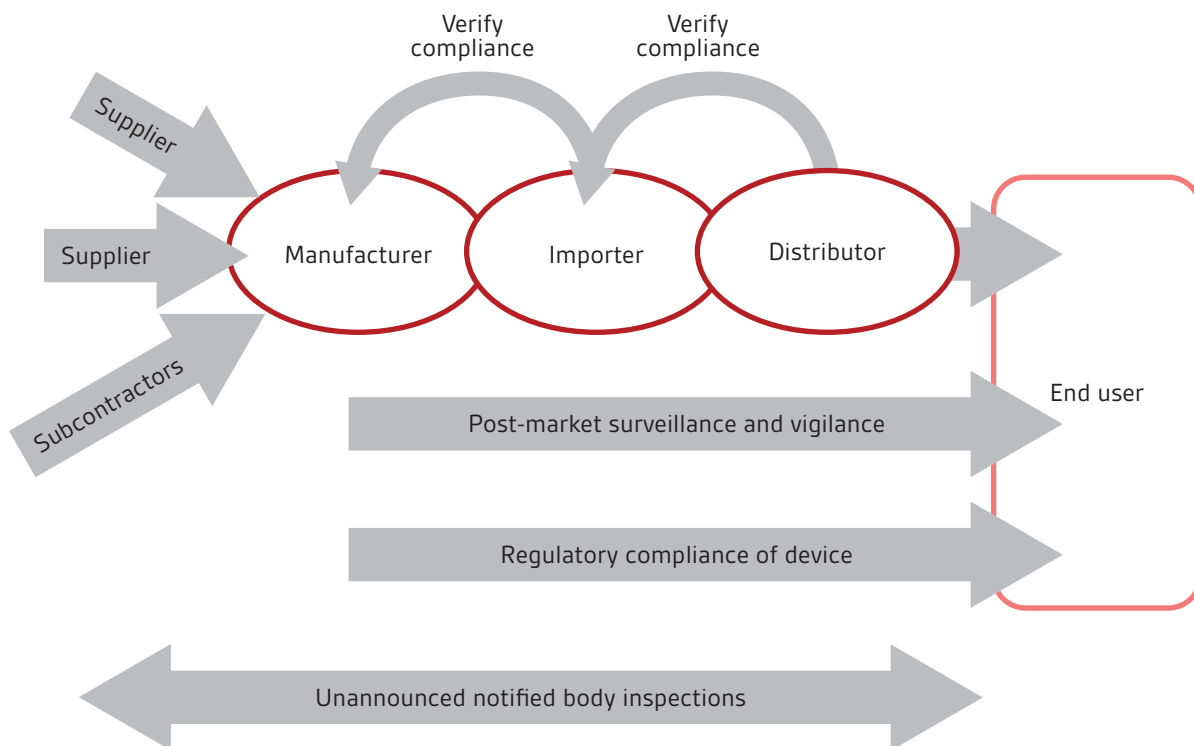 Verify
compliance
Verify
compliance
Supplier
Supplier
Subcontractors
Manufacturer
Importer
Distributor
End user
Post-market surveillance and vigilance
Regulatory compliance of device
Unannounced notified body inspections